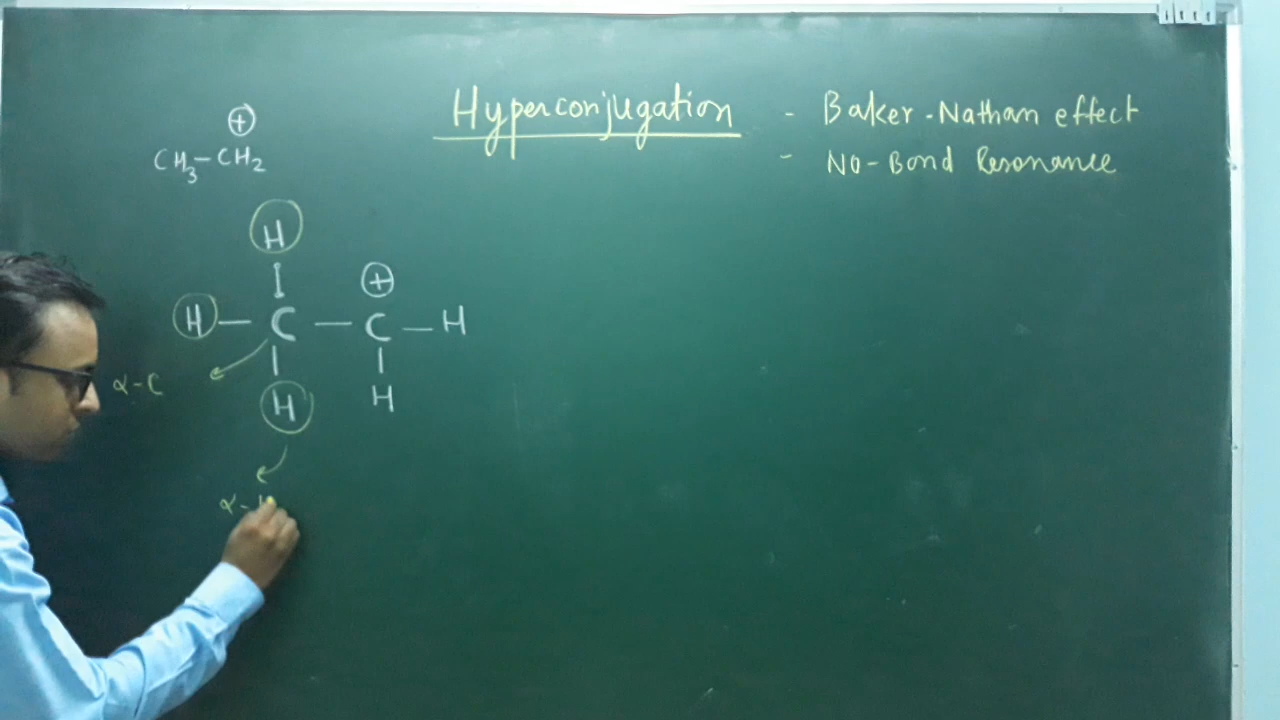 Hyperconjugation - Baker-Nathan effect
- No-Bond Resonance
⊕
CH3-CH2
H
|
H - C - C - H
⊕
| |
H H
α-C
α-H